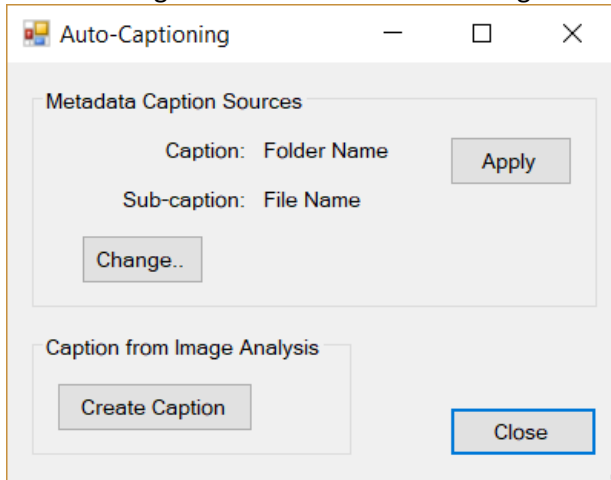 Auto-Captioning
Metadata Caption Sources
Caption: Folder Name
Apply
Sub-caption: File Name
Change..
Caption from Image Analysis
Create Caption
Close